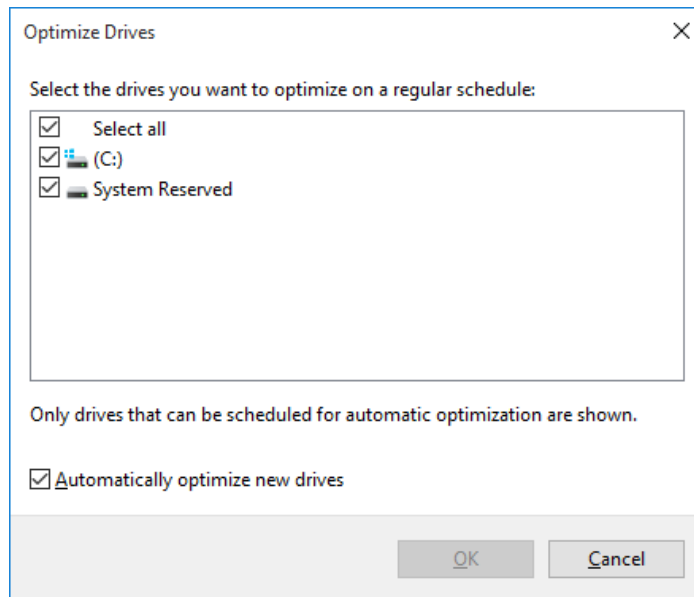 Optimize Drives
Select the drives you want to optimize on a regular schedule:
Select all
(C:)
System Reserved
Only drives that can be scheduled for automatic optimization are shown.
Automatically optimize new drives
OK
Cancel